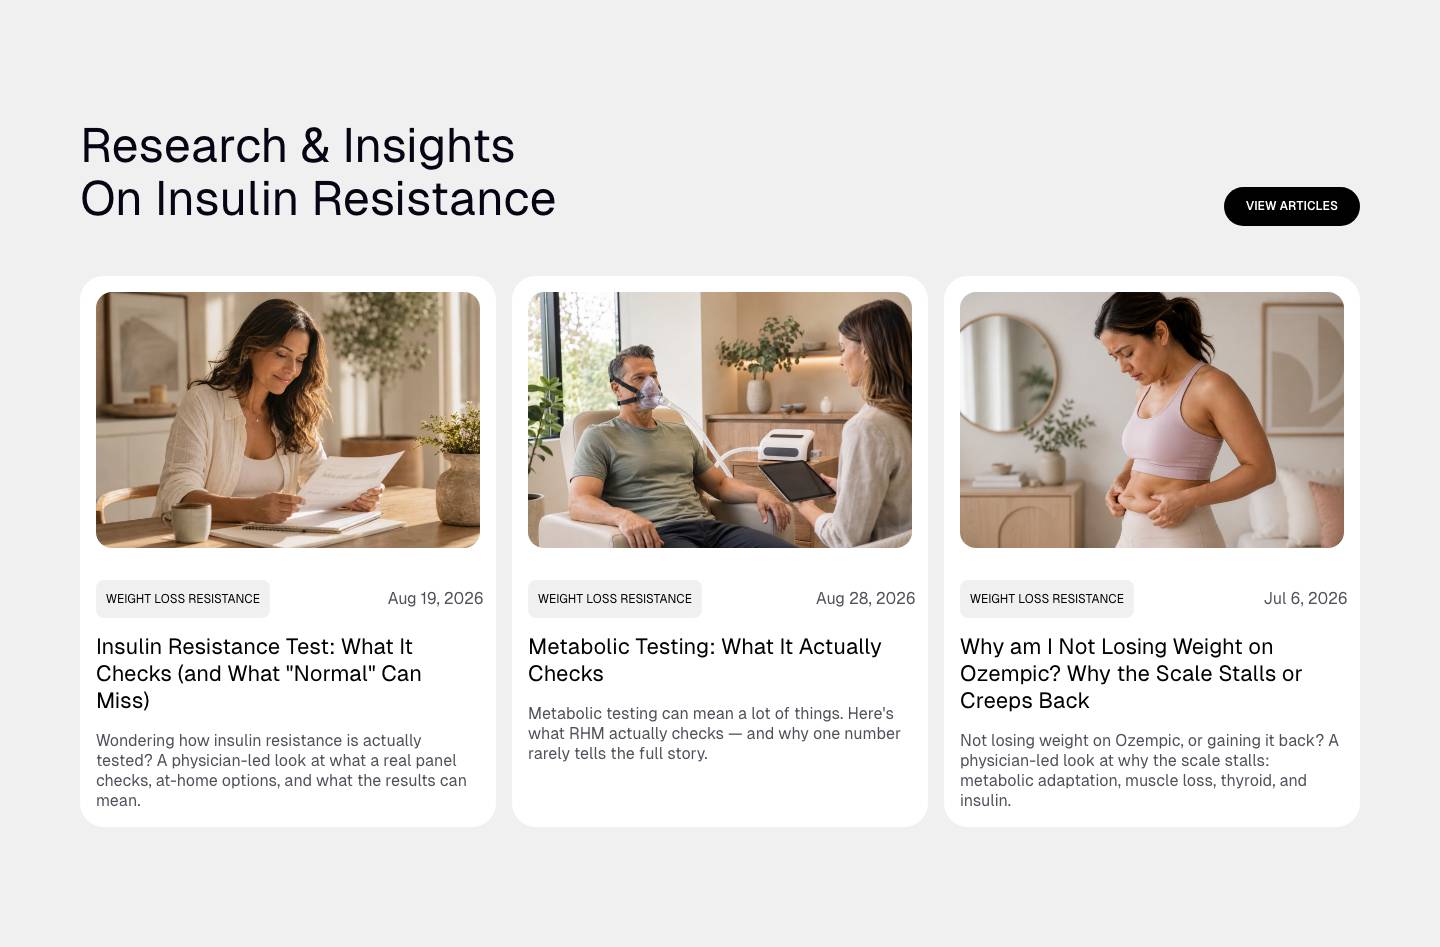 Research & Insights
On Insulin Resistance
VIEW ARTICLES
WEIGHT LOSS RESISTANCE
Aug 19, 2026
Insulin Resistance Test: What It
Checks (and What "Normal" Can
Miss)
Wondering how insulin resistance is actually
tested? A physician-led look at what a real panel
checks, at-home options, and what the results can
mean.
WEIGHT LOSS RESISTANCE
Aug 28, 2026
Metabolic Testing: What It Actually
Checks
Metabolic testing can mean a lot of things. Here's
what RHM actually checks — and why one number
rarely tells the full story.
WEIGHT LOSS RESISTANCE
Jul 6, 2026
Why am I Not Losing Weight on
Ozempic? Why the Scale Stalls or
Creeps Back
Not losing weight on Ozempic, or gaining it back? A
physician-led look at why the scale stalls:
metabolic adaptation, muscle loss, thyroid, and
insulin.